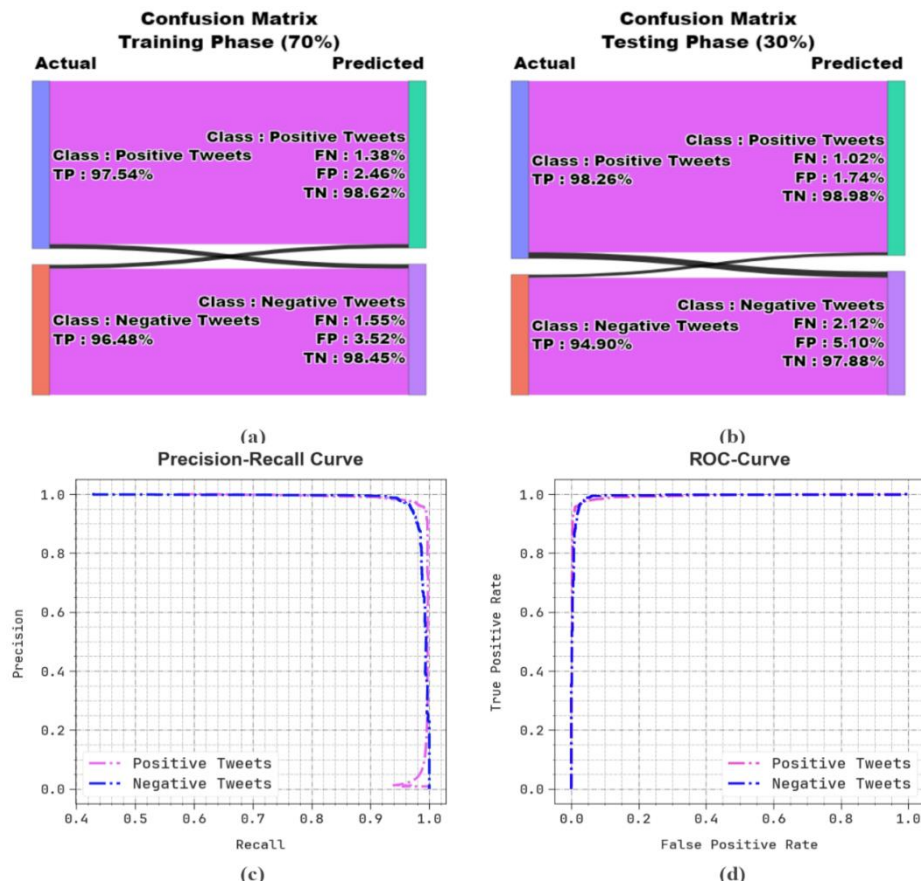 Confusion Matrix
Training Phase (70%)
Actual Predicted
Class : Positive Tweets
Class : Positive Tweets FN : 1.38%
TP : 97.54% FP : 2.46%
TN : 98.62%
Class : Negative Tweets
Class : Negative Tweets FN : 1.55%
TP : 96.48% FP : 3.52%
TN : 98.45%
(a)
Confusion Matrix
Testing Phase (30%)
Actual Predicted
Class : Positive Tweets
Class : Positive Tweets FN : 1.02%
TP : 98.26% FP : 1.74%
TN : 98.98%
Class : Negative Tweets
Class : Negative Tweets FN : 2.12%
TP : 94.90% FP : 5.10%
TN : 97.88%
(b)
Precision-Recall Curve
1.0
0.8
0.6
0.4
0.2
0.0
Precision
Positive Tweets
Negative Tweets
0.4 0.5 0.6 0.7 0.8 0.9 1.0
Recall
(c)
ROC-Curve
1.0
0.8
0.6
0.4
0.2
0.0
True Positive Rate
Positive Tweets
Negative Tweets
0.0 0.2 0.4 0.6 0.8 1.0
False Positive Rate
(d)